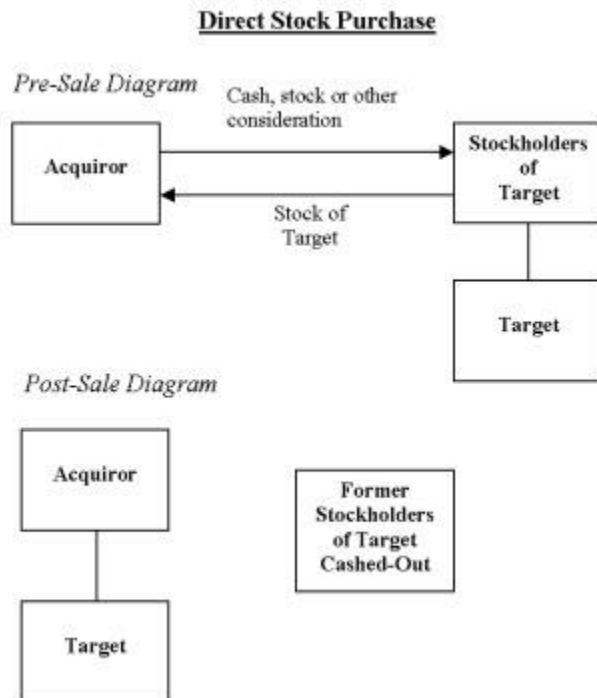 Direct Stock Purchase
Pre-Sale Diagram
Cash, stock or other
consideration
Acquiror
Stockholders
of
Target
Stock of
Target
Target
Post-Sale Diagram
Acquiror
Former
Stockholders
of Target
Cashed-Out
Target